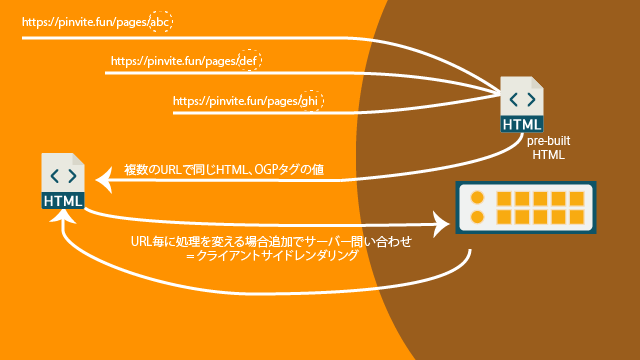 https://pinvite.fun/pages/abc
https://pinvite.fun/pages/def
https://pinvite.fun/pages/ghi
HTML
pre-built
HTML
複数のURLで同じHTML、OGPタグの値
HTML
URL毎に処理を変える場合追加でサーバー問い合わせ
=クライアントサイドレンダリング